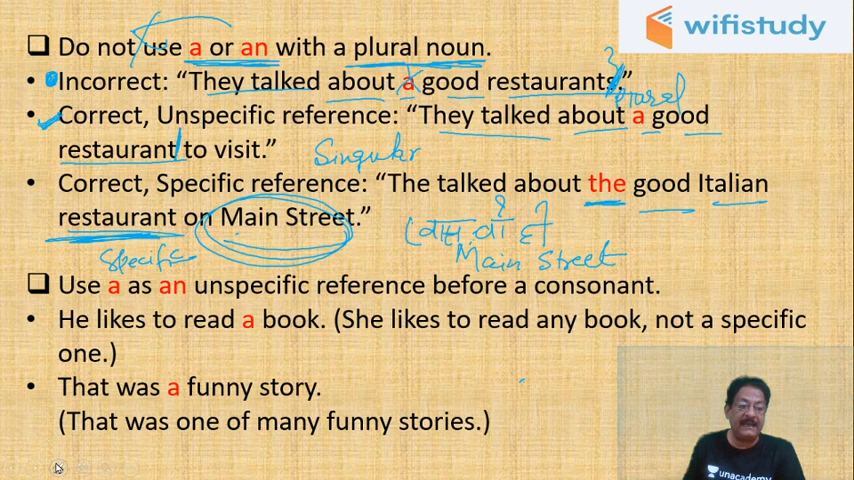 wifistudy
❑ Do not use a or an with a plural noun.
• Incorrect: “They talked about a good restaurants.”
Plural
• Correct, Unspecific reference: “They talked about a good
restaurant to visit.”
Singular
• Correct, Specific reference: “The talked about the good Italian
restaurant on Main Street.”
Specific
Main Street
❑ Use a as an unspecific reference before a consonant.
• He likes to read a book. (She likes to read any book, not a specific
one.)
• That was a funny story.
(That was one of many funny stories.)
unacademy